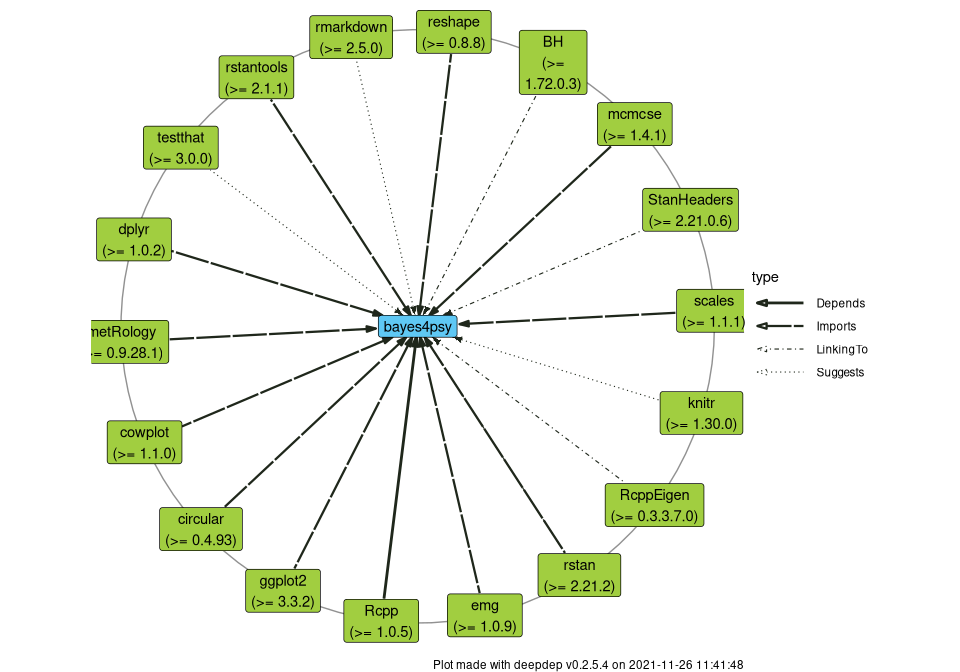 reshape
(>= 0.8.8)
rmarkdown
(>= 2.5.0)
BH
(>=
1.72.0.3)
rstantools
(>= 2.1.1)
mcmcse
(>= 1.4.1)
testthat
(>= 3.0.0)
StanHeaders
(>= 2.21.0.6)
dplyr
(>= 1.0.2)
type
scales
(>= 1.1.1)
Depends
Imports
LinkingTo
Suggests
bayes4psy
metRology
= 0.9.28.1)
knitr
(>= 1.30.0)
cowplot
(>= 1.1.0)
RcppEigen
(>= 0.3.3.7.0)
circular
(>= 0.4.93)
rstan
(>= 2.21.2)
ggplot2
(>= 3.3.2)
emg
(>= 1.0.9)
Rcpp
(>= 1.0.5)
Plot made with deepdep v0.2.5.4 on 2021-11-26 11:41:48